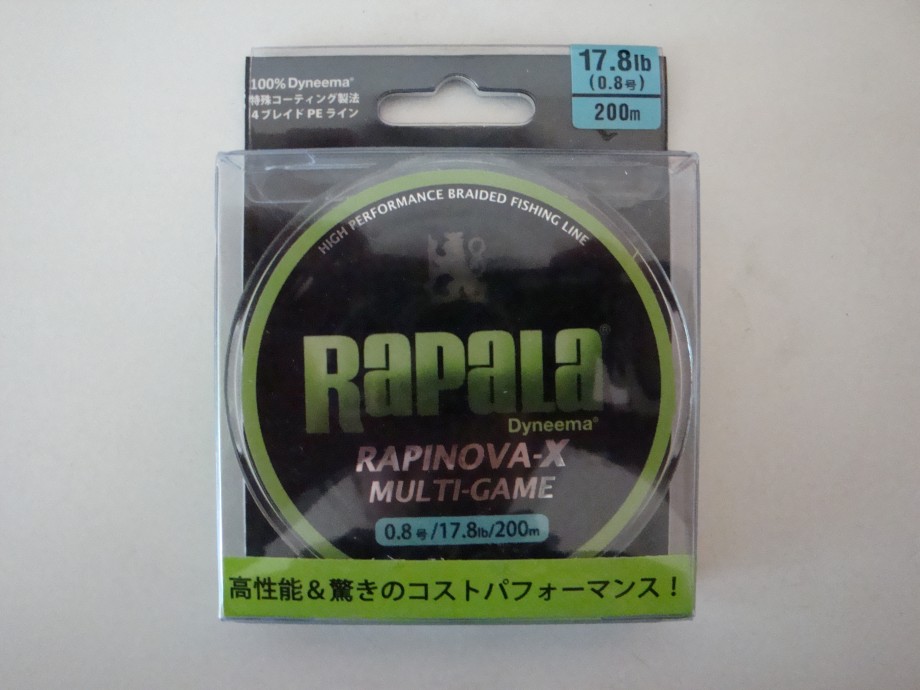 100% Dyneema®
特殊コーティング製法
4ブレイド PE ライン
17.8lb
(0.8号)
200m
HIGH PERFORMANCE BRAIDED FISHING LINE
Rapala®
Dyneema®
RAPINOVA-X
MULTI-GAME
0.8号/17.8lb/200m
高性能&驚きのコストパフォーマンス!